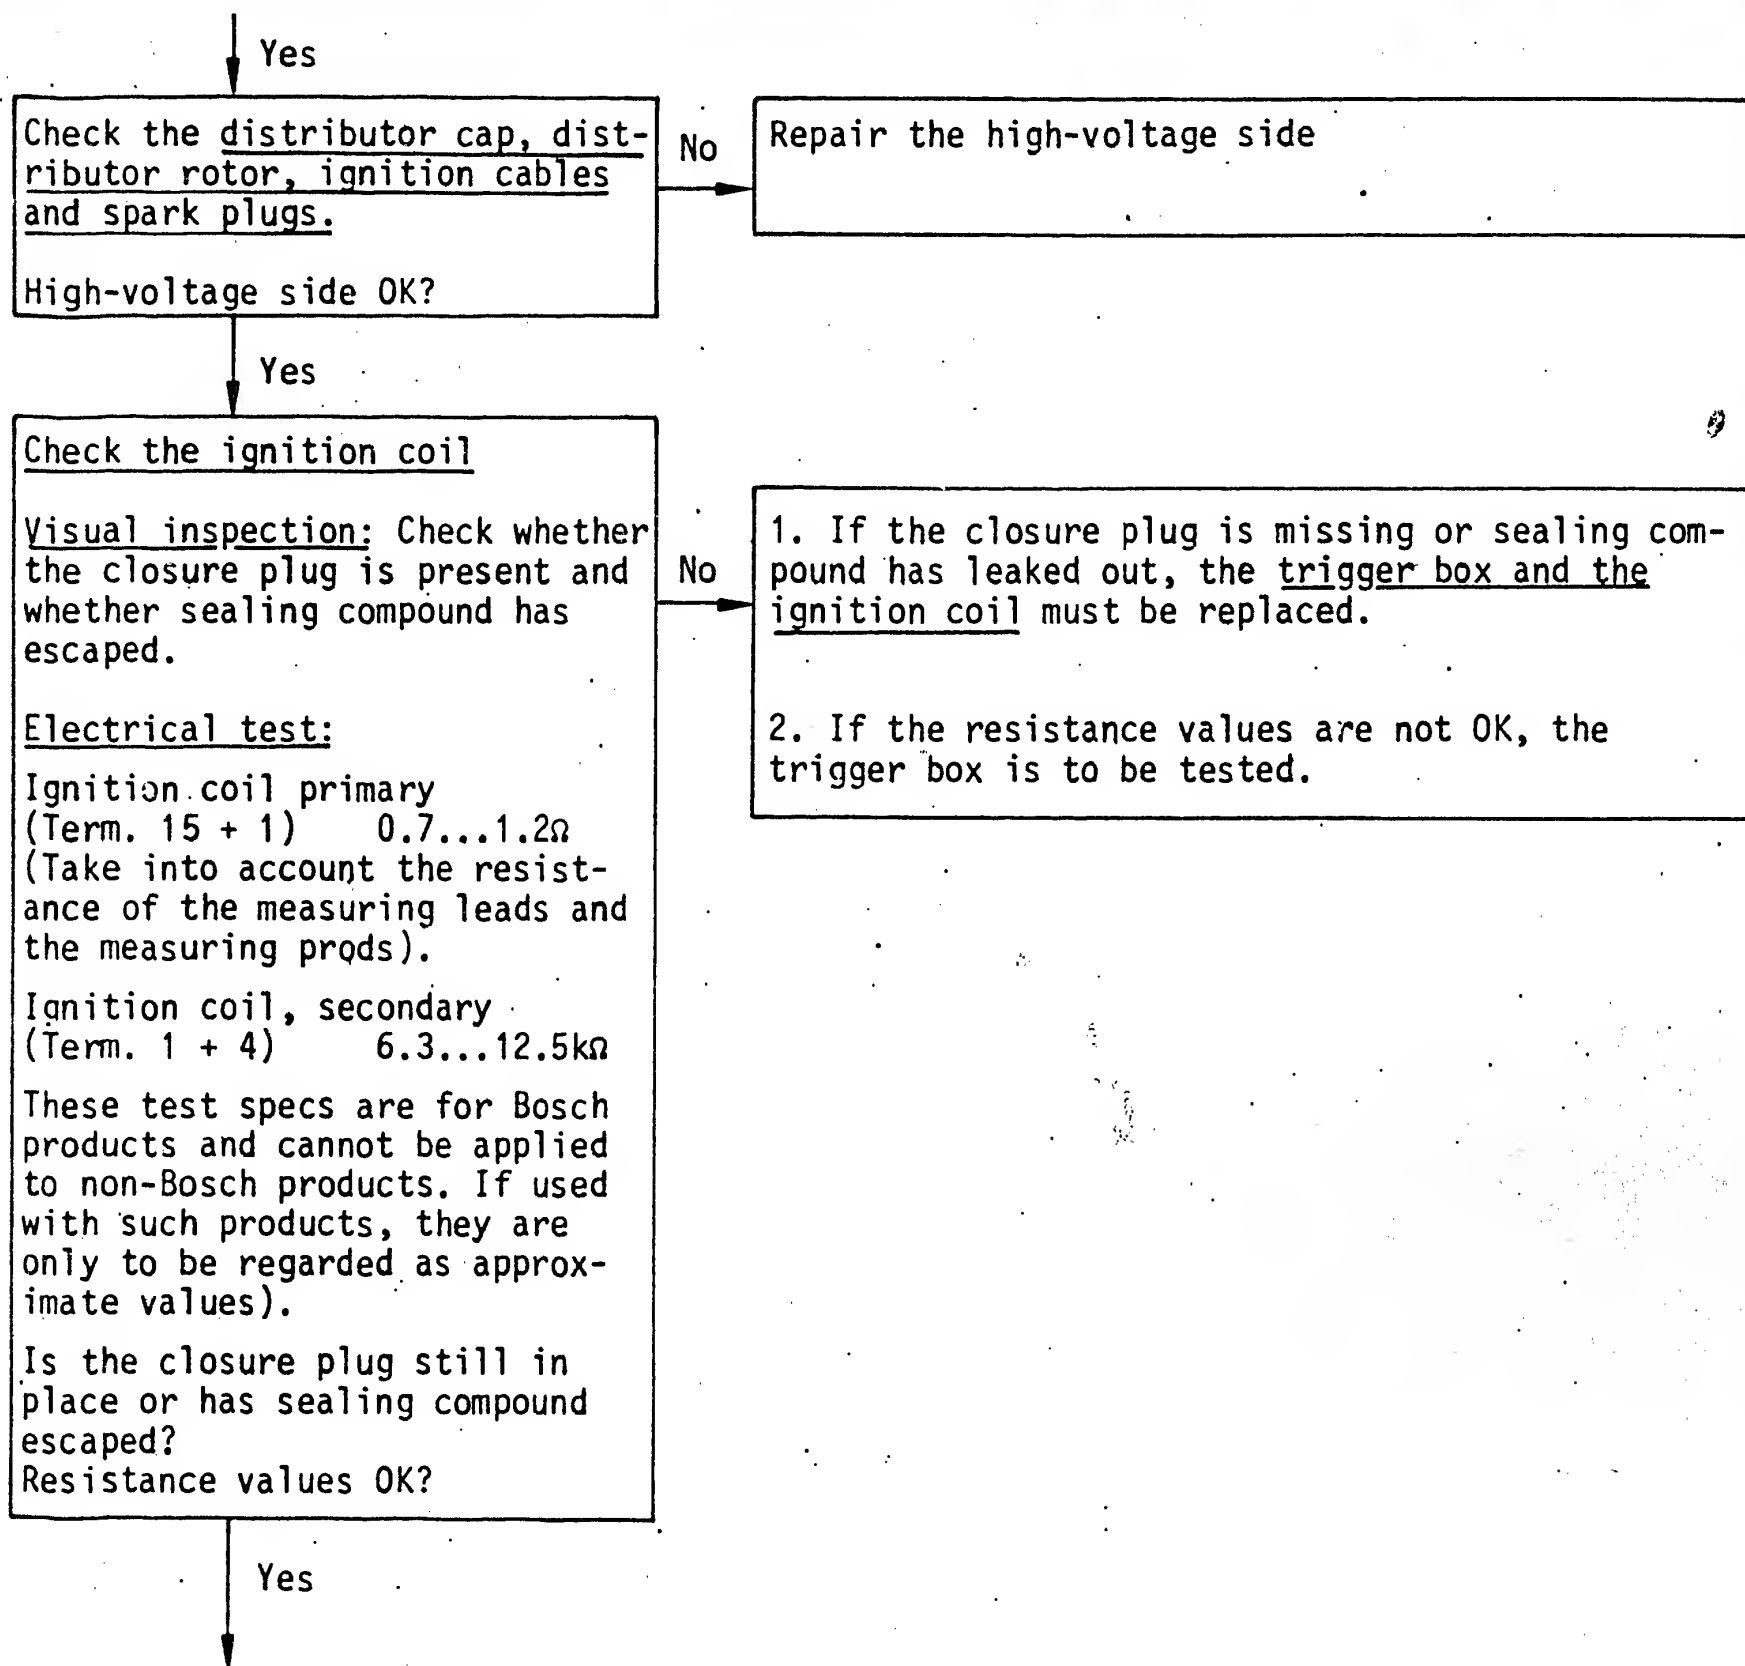 Yes
Check the distributor cap, dist-
ributor rotor, ignition cables
and spark plugs.
High-voltage side OK?
No
Repair the high-voltage side
Yes
Check the ignition coil
Visual inspection: Check whether
the closure plug is present and
whether sealing compound has
escaped.
Electrical test:
Ignition coil primary
(Term. 15 + 1) 0.7...1.2Ω
(Take into account the resist-
ance of the measuring leads and
the measuring prods).
Ignition coil, secondary
(Term. 1 + 4) 6.3...12.5kΩ
These test specs are for Bosch
products and cannot be applied
to non-Bosch products. If used
with such products, they are
only to be regarded as approx-
imate values).
Is the closure plug still in
place or has sealing compound
escaped?
Resistance values OK?
No
1. If the closure plug is missing or sealing com-
pound has leaked out, the trigger box and the
ignition coil must be replaced.
2. If the resistance values are not OK, the
trigger box is to be tested.
Yes